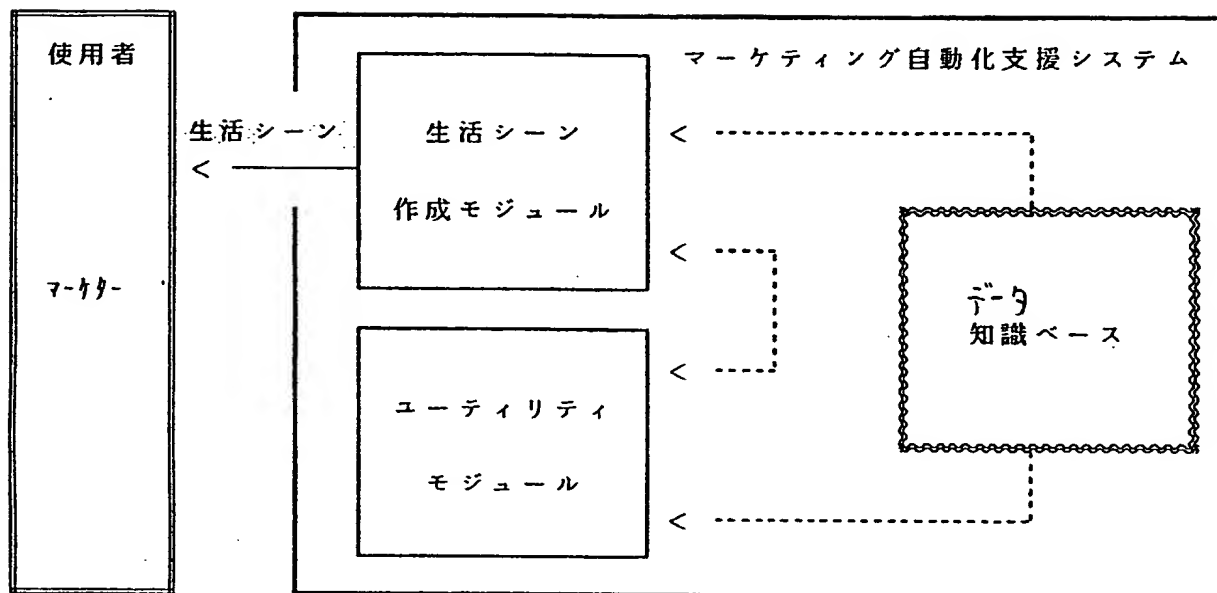 使用者
マーケター
マーケティング自動化支援システム
生活シーン
<
生活シーン
作成モジュール
<
<
ユーティリティ
モジュール
<
<
データ
知識ベース